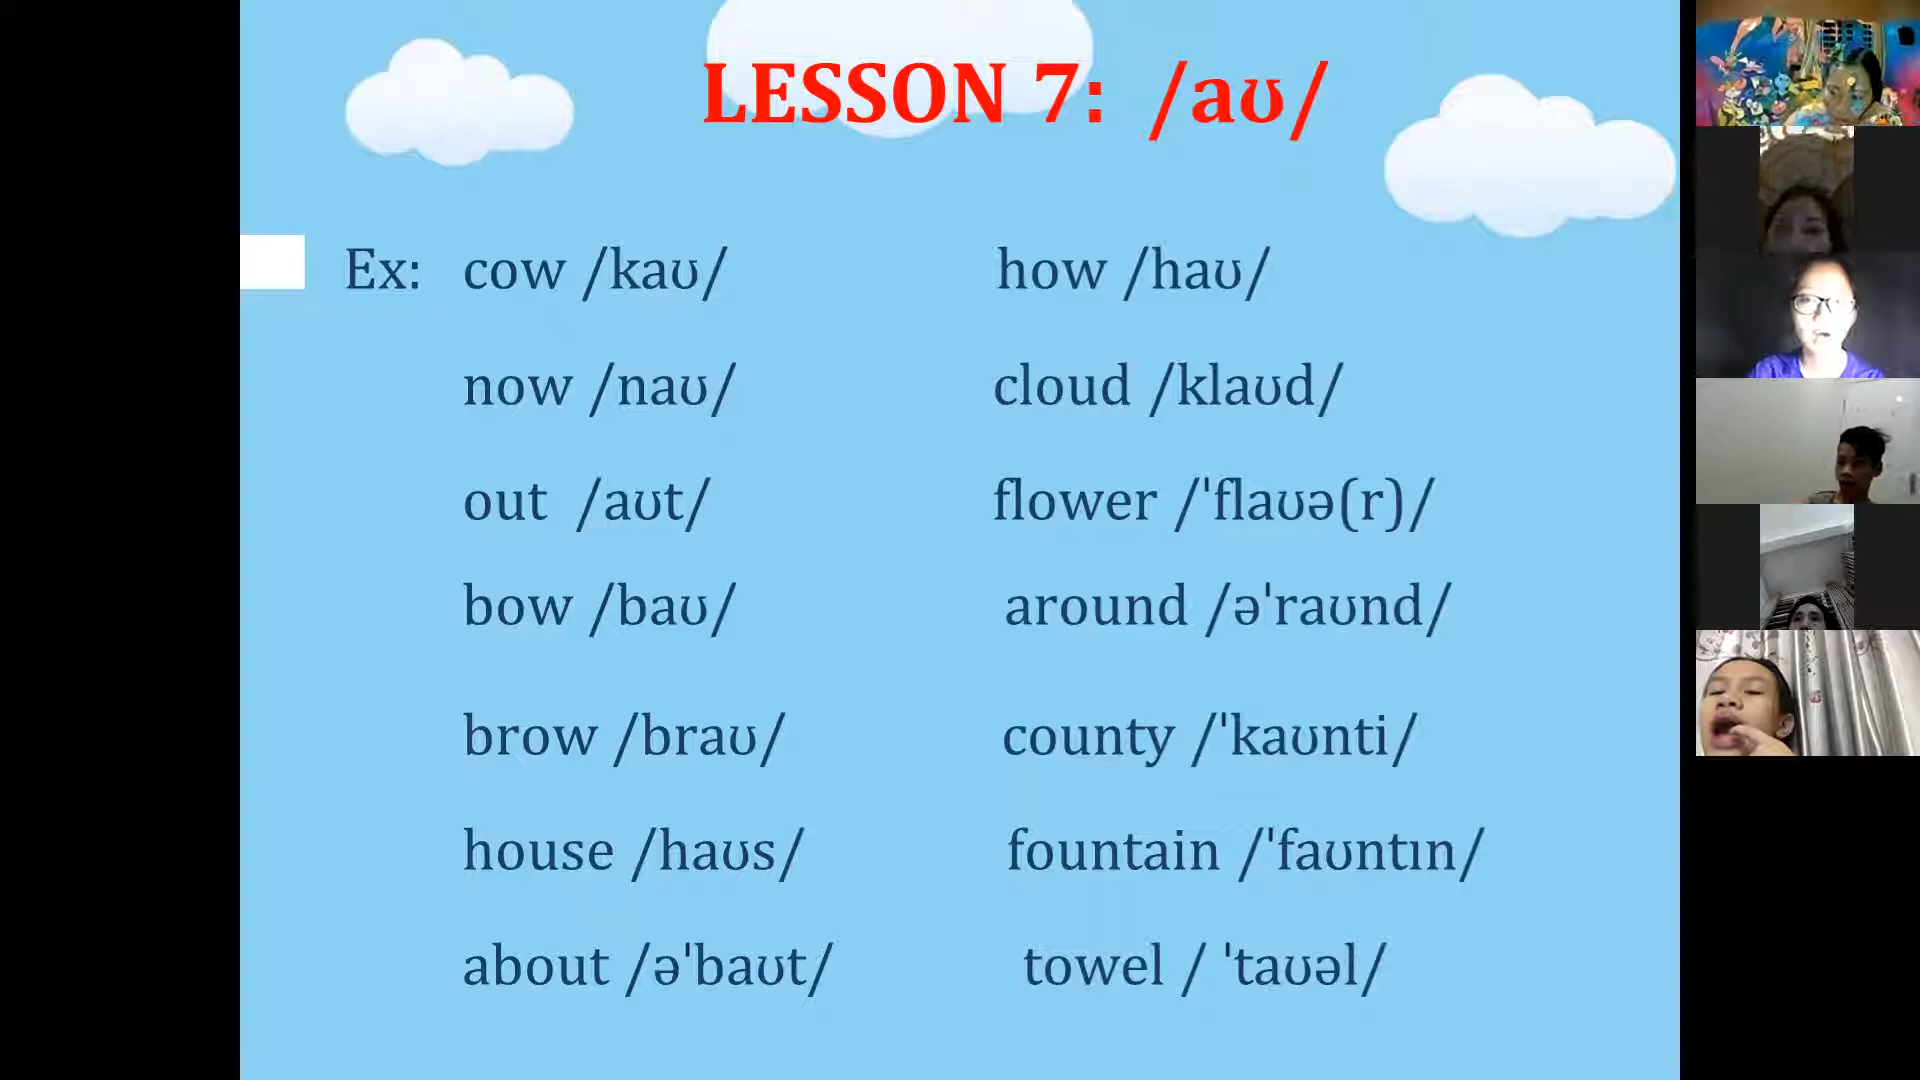 LESSON 7: /aʊ/
Ex: cow /kaʊ/ how /haʊ/
now /naʊ/ cloud /klaʊd/
out /aʊt/ flower /ˈflaʊə(r)/
bow /baʊ/ around /əˈraʊnd/
brow /braʊ/ county /ˈkaʊnti/
house /haʊs/ fountain /ˈfaʊntɪn/
about /əˈbaʊt/ towel / ˈtaʊəl/